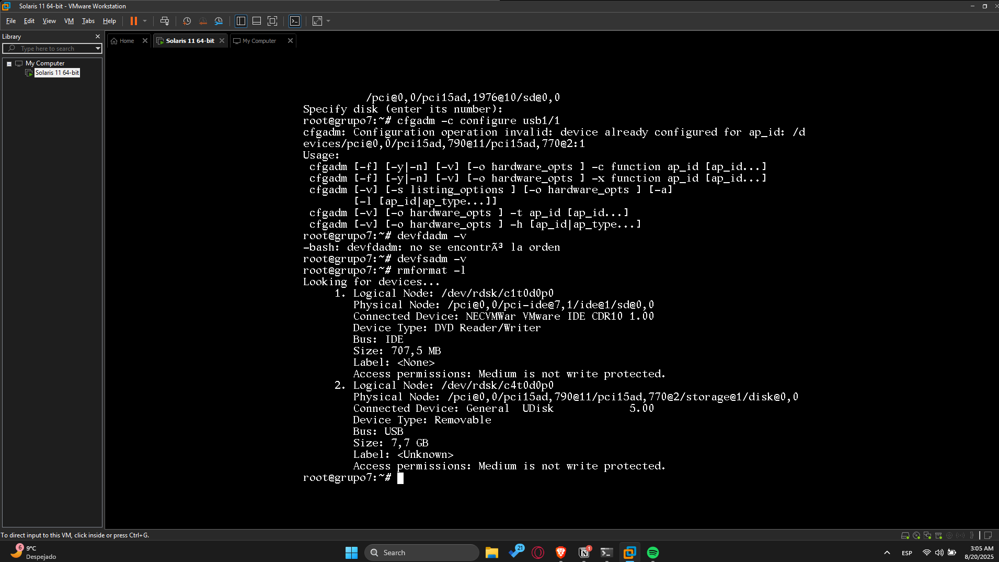 Solaris 11 64-bit - VMware Workstation
File Edit View VM Tabs Help
Library
Type here to search
My Computer
Solaris 11 64-bit
Home
Solaris 11 64-bit
My Computer
/pci@0,0/pci15ad,1976@10/sd@0,0
Specify disk (enter its number):
root@grupo7:~# cfgadm -c configure usb1/1
cfgadm: Configuration operation invalid: device already configured for ap_id: /d
evices/pci@0,0/pci15ad,790@11/pci15ad,770@2:1
Usage:
cfgadm [-f] [-y|-n] [-v] [-o hardware_opts ] -c function ap_id [ap_id...]
cfgadm [-f] [-y|-n] [-v] [-o hardware_opts ] -x function ap_id [ap_id...]
cfgadm [-v] [-s listing_options ] [-o hardware_opts ] [-a]
[-l [ap_id|ap_type...]]
cfgadm [-v] [-o hardware_opts ] -t ap_id [ap_id...]
cfgadm [-v] [-o hardware_opts ] -h [ap_id|ap_type...]
root@grupo7:~# devfdadm -v
-bash: devfdadm: no se encontrÃ³ la orden
root@grupo7:~# devfsadm -v
root@grupo7:~# rmformat -l
Looking for devices...
1. Logical Node: /dev/rdsk/c1t0d0p0
Physical Node: /pci@0,0/pci-ide@7,1/ide@1/sd@0,0
Connected Device: NECVMWar VMware IDE CDR10 1.00
Device Type: DVD Reader/Writer
Bus: IDE
Size: 707,5 MB
Label: <None>
Access permissions: Medium is not write protected.
2. Logical Node: /dev/rdsk/c4t0d0p0
Physical Node: /pci@0,0/pci15ad,790@11/pci15ad,770@2/storage@1/disk@0,0
Connected Device: General  UDisk            5.00
Device Type: Removable
Bus: USB
Size: 7,7 GB
Label: <Unknown>
Access permissions: Medium is not write protected.
root@grupo7:~#
To direct input to this VM, click inside or press Ctrl+G.
6
9°C
Despejado
Search
21
1
ESP
3:05 AM
8/20/2025